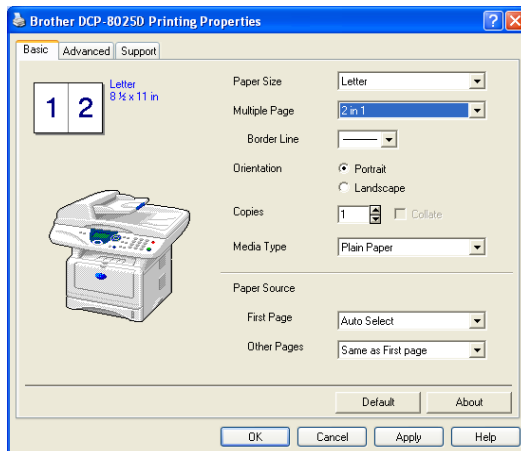 Brother DCP-8025D Printing Properties
Basic Advanced Support
1 2
Letter
8 ½ x 11 in
Paper Size Letter
Multiple Page 2 in 1
Border Line
Orientation Portrait
Landscape
Copies 1 Collate
Media Type Plain Paper
Paper Source
First Page Auto Select
Other Pages Same as First page
Default About
OK Cancel Apply Help